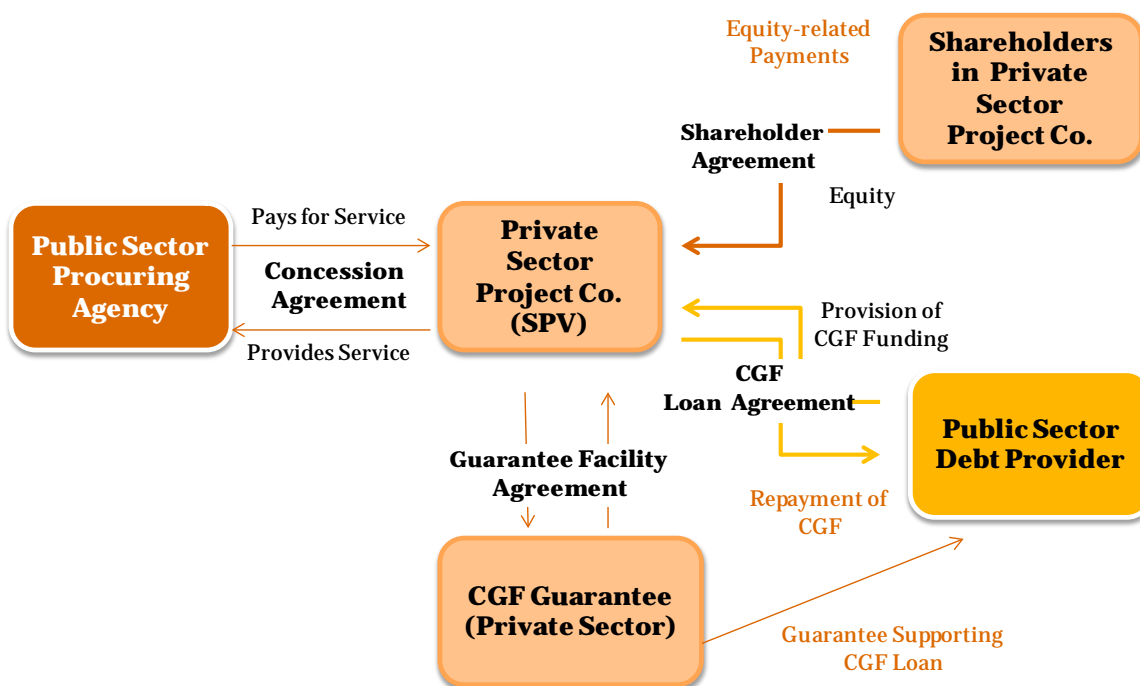 Equity-related
Payments
Shareholders
in Private
Sector
Project Co.
Shareholder
Agreement
Equity
Pays for Service
Public Sector
Procuring
Agency
Concession
Agreement
Provides Service
Private
Sector
Project Co.
(SPV)
Provision of
CGF Funding
CGF
Loan Agreement
Public Sector
Debt Provider
Guarantee Facility
Agreement
Repayment of
CGF
CGF Guarantee
(Private Sector)
Guarantee Supporting
CGF Loan